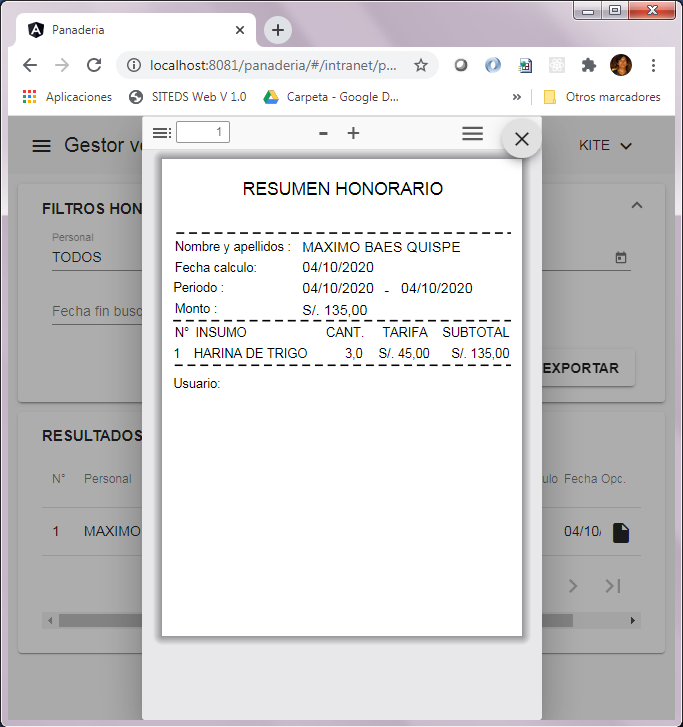 Panaderia
localhost:8081/panaderia/#/intranet/p...
Aplicaciones SITEDS Web V 1.0 Carpeta - Google D... » Otros marcadores
1 - +
Gestor ve KITE
RESUMEN HONORARIO
FILTROS HON
Personal
TODOS
Fecha fin busc
Nombre y apellidos : MAXIMO BAES QUISPE
Fecha calculo: 04/10/2020
Periodo : 04/10/2020 - 04/10/2020
Monto : S/. 135,00
N° INSUMO CANT. TARIFA SUBTOTAL
1 HARINA DE TRIGO 3,0 S/. 45,00 S/. 135,00
Usuario:
EXPORTAR
RESULTADOS
N° Personal ulo Fecha Opc.
1 MAXIMO 04/10/